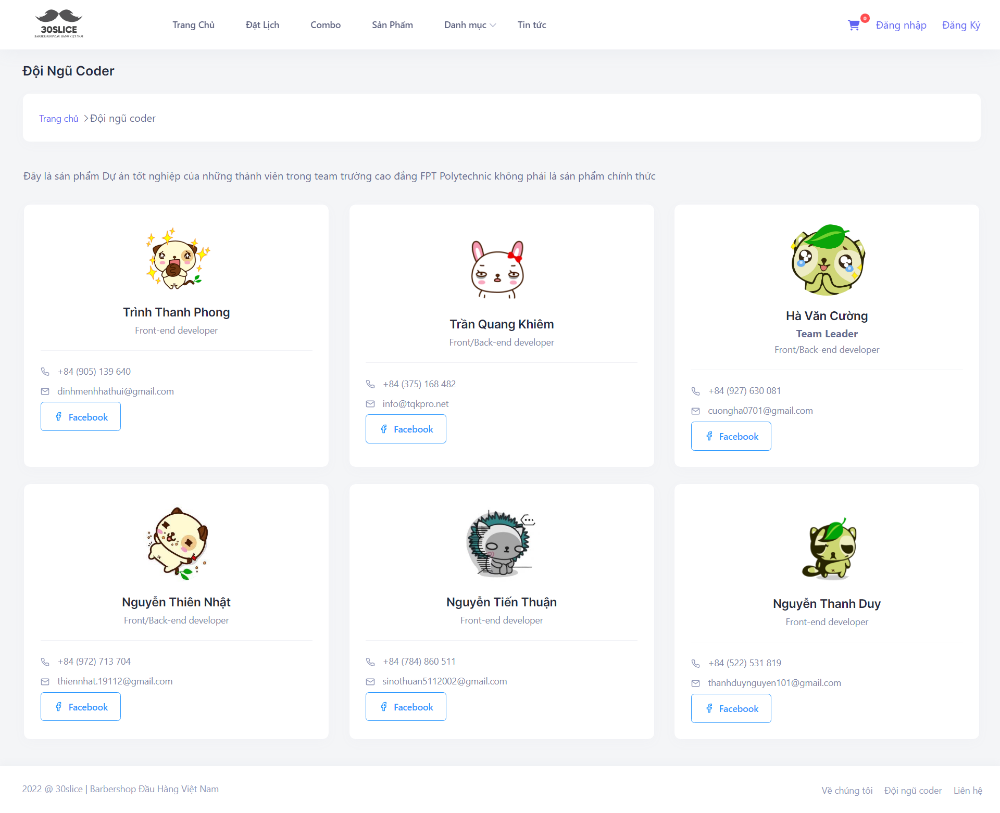 30SLICE
BARBER SHOP ĐẦU HÀNG VIỆT NAM
Trang Chủ
Đặt Lịch
Combo
Sản Phẩm
Danh mục
Tin tức
0
Đăng nhập
Đăng Ký
Đội Ngũ Coder
Trang chủ
Đội ngũ coder
Đây là sản phẩm Dự án tốt nghiệp của những thành viên trong team trường cao đẳng FPT Polytechnic không phải là sản phẩm chính thức
Trình Thanh Phong
Front-end developer
+84 (905) 139 640
dinhmenhhathui@gmail.com
Facebook
Trần Quang Khiêm
Front/Back-end developer
+84 (375) 168 482
info@tqkpro.net
Facebook
Hà Văn Cường
Team Leader
Front/Back-end developer
+84 (927) 630 081
cuongha0701@gmail.com
Facebook
Nguyễn Thiên Nhật
Front/Back-end developer
+84 (972) 713 704
thiennhat.19112@gmail.com
Facebook
Nguyễn Tiến Thuận
Front-end developer
+84 (784) 860 511
sinothuan5112002@gmail.com
Facebook
Nguyễn Thanh Duy
Front-end developer
+84 (522) 531 819
thanhduynguyen101@gmail.com
Facebook
2022 @ 30slice | Barbershop Đầu Hàng Việt Nam
Về chúng tôi
Đội ngũ coder
Liên hệ